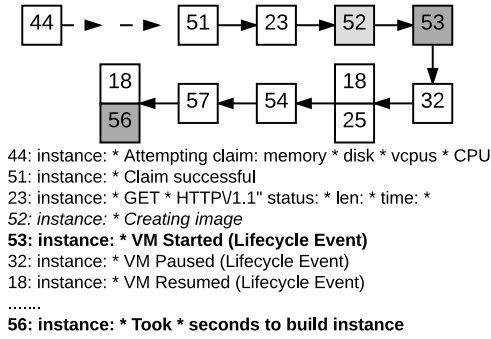 44 51 23 52 53
18 18
56 57 54 25 32
44: instance: * Attempting claim: memory * disk * vcpus * CPU
51: instance: * Claim successful
23: instance: * GET * HTTP\/1.1" status: * len: * time: *
52: instance: * Creating image
53: instance: * VM Started (Lifecycle Event)
32: instance: * VM Paused (Lifecycle Event)
18: instance: * VM Resumed (Lifecycle Event)
.......
56: instance: * Took * seconds to build instance